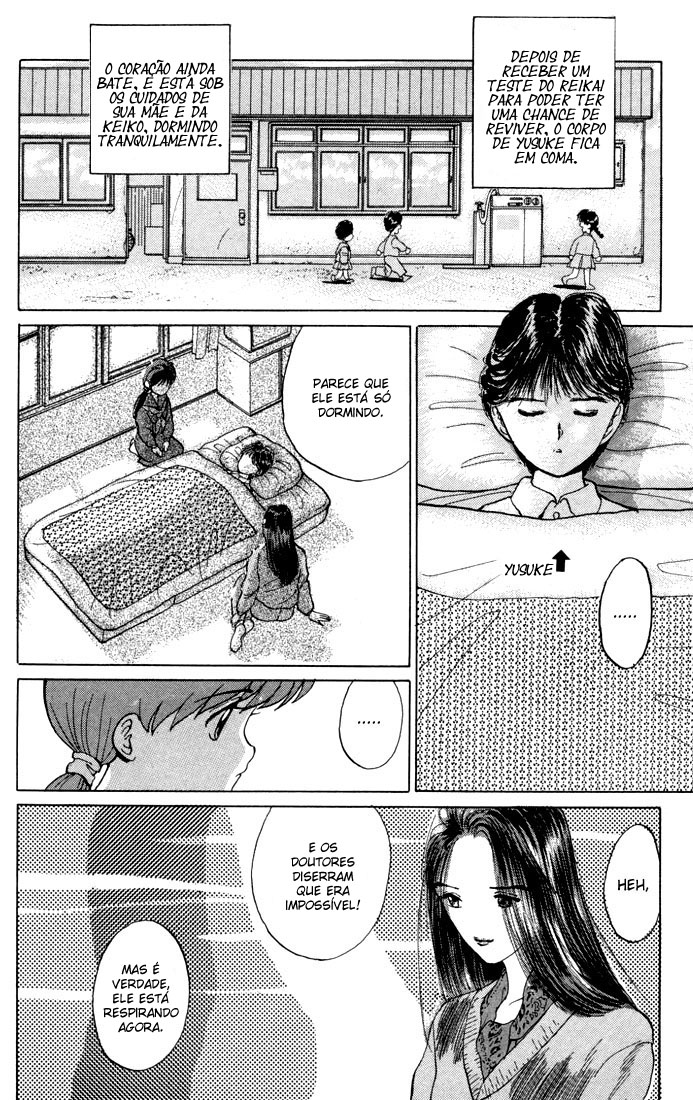 DEPOIS DE
RECEBER UM
TESTE DO REIKAI
PARA PODER TER
UMA CHANCE DE
REVIVER, O CORPO
DE YUSUKE FICA
EM COMA.
O CORAÇÃO AINDA
BATE, E ESTÁ SOB
OS CUIDADOS DE
SUA MÃE E DA
KEIKO, DORMINDO
TRANQUILAMENTE.
YUSUKE
.....
PARECE QUE
ELE ESTÁ SÓ
DORMINDO.
.....
HEH,
E OS
DOUTORES
DISERRAM
QUE ERA
IMPOSSÍVEL!
MAS É
VERDADE,
ELE ESTÁ
RESPIRANDO
AGORA.